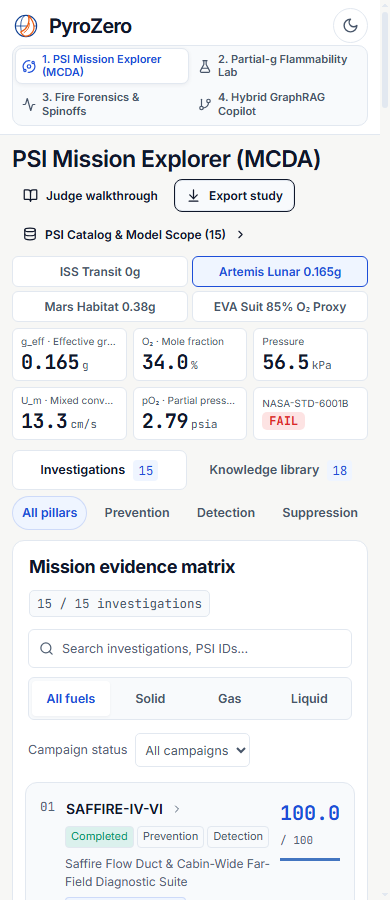 PyroZero
1. PSI Mission Explorer (MCDA)
2. Partial-g Flammability Lab
3. Fire Forensics & Spinoffs
4. Hybrid GraphRAG Copilot
PSI Mission Explorer (MCDA)
Judge walkthrough
Export study
PSI Catalog & Model Scope (15)
ISS Transit 0g
Artemis Lunar 0.165g
Mars Habitat 0.38g
EVA Suit 85% O₂ Proxy
g_eff · Effective gr...
0.165 g
O₂ · Mole fraction
34.0 %
Pressure
56.5 kPa
U_m · Mixed conv...
13.3 cm/s
pO₂ · Partial press...
2.79 psia
NASA-STD-6001B
FAIL
Investigations 15
Knowledge library 18
All pillars
Prevention
Detection
Suppression
Mission evidence matrix
15 / 15 investigations
Search investigations, PSI IDs...
All fuels
Solid
Gas
Liquid
Campaign status
All campaigns
01 SAFFIRE-IV-VI
100.0
/ 100
Completed
Prevention
Detection
Saffire Flow Duct & Cabin-Wide Far-
Field Diagnostic Suite